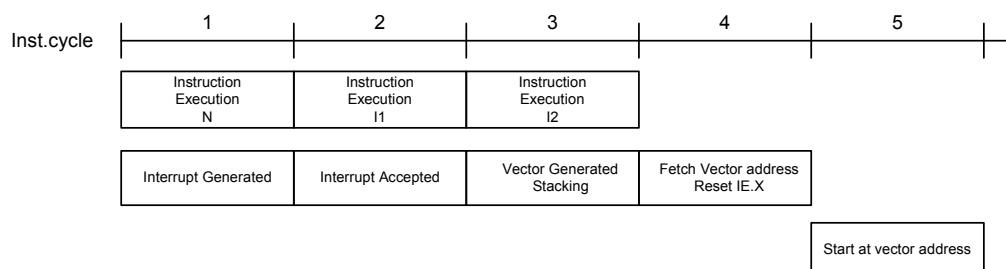 Inst.cycle
1
2
3
4
5
Instruction
Execution
N
Instruction
Execution
I1
Instruction
Execution
I2
Interrupt Generated
Interrupt Accepted
Vector Generated
Stacking
Fetch Vector address
Reset IE.X
Start at vector address